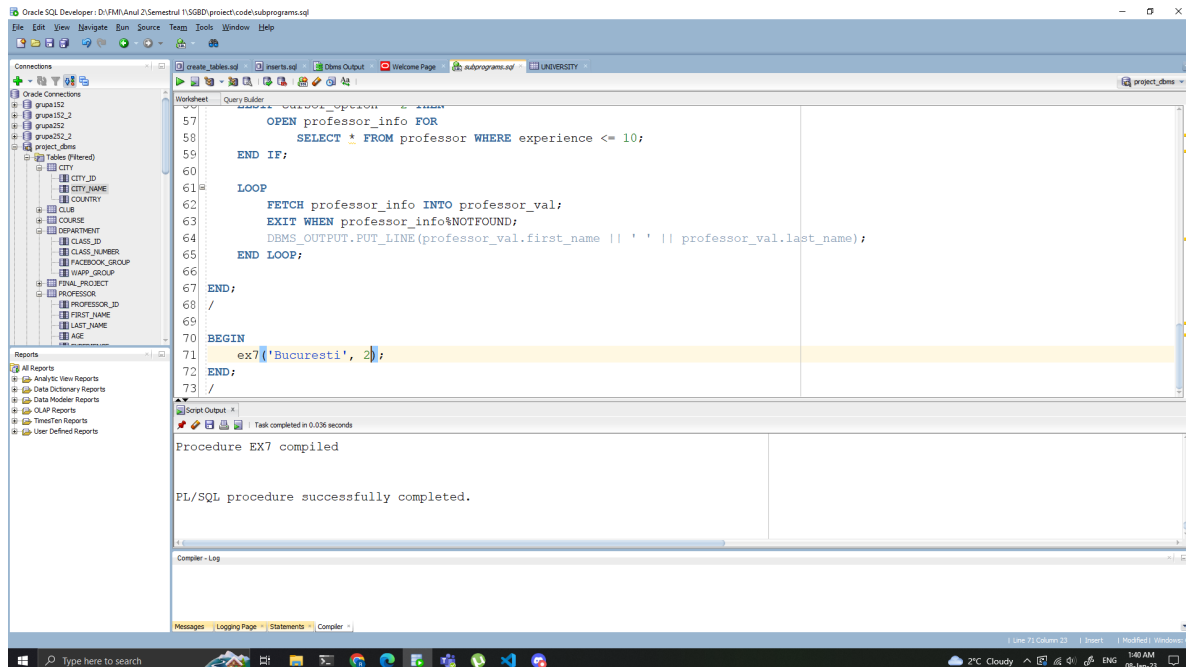 Oracle SQL Developer : D:\FMI\Anul 2\Semestrul 1\SGBD\proiect\code\subprograms.sql
File Edit View Navigate Run Source Team Tools Window Help
Connections
Oracle Connections
grupa152
grupa152_2
grupa252
grupa252_2
project_dbms
Tables (Filtered)
CITY
CITY_ID
CITY_NAME
COUNTRY
CLUB
COURSE
DEPARTMENT
CLASS_ID
CLASS_NUMBER
FACEBOOK_GROUP
WAPP_GROUP
FINAL_PROJECT
PROFESSOR
PROFESSOR_ID
FIRST_NAME
LAST_NAME
AGE
Reports
All Reports
Analytic View Reports
Data Dictionary Reports
Data Modeler Reports
OLAP Reports
TimesTen Reports
User Defined Reports
create_tables.sql inserts.sql Dbms Output Welcome Page subprograms.sql UNIVERSITY
project_dbms
Worksheet Query Builder
57 OPEN professor_info FOR
58 SELECT * FROM professor WHERE experience <= 10;
59 END IF;
60
61 LOOP
62 FETCH professor_info INTO professor_val;
63 EXIT WHEN professor_info%NOTFOUND;
64 DBMS_OUTPUT.PUT_LINE(professor_val.first_name || ' ' || professor_val.last_name);
65 END LOOP;
66
67 END;
68 /
69
70 BEGIN
71 ex7('Bucuresti', 2);
72 END;
73 /
Script Output
Task completed in 0.036 seconds
Procedure EX7 compiled
PL/SQL procedure successfully completed.
Compiler - Log
Messages Logging Page Statements Compiler
Line 71 Column 23 Insert Modified Windows:
Type here to search
2°C Cloudy ENG 1:40 AM
08-Jan-23